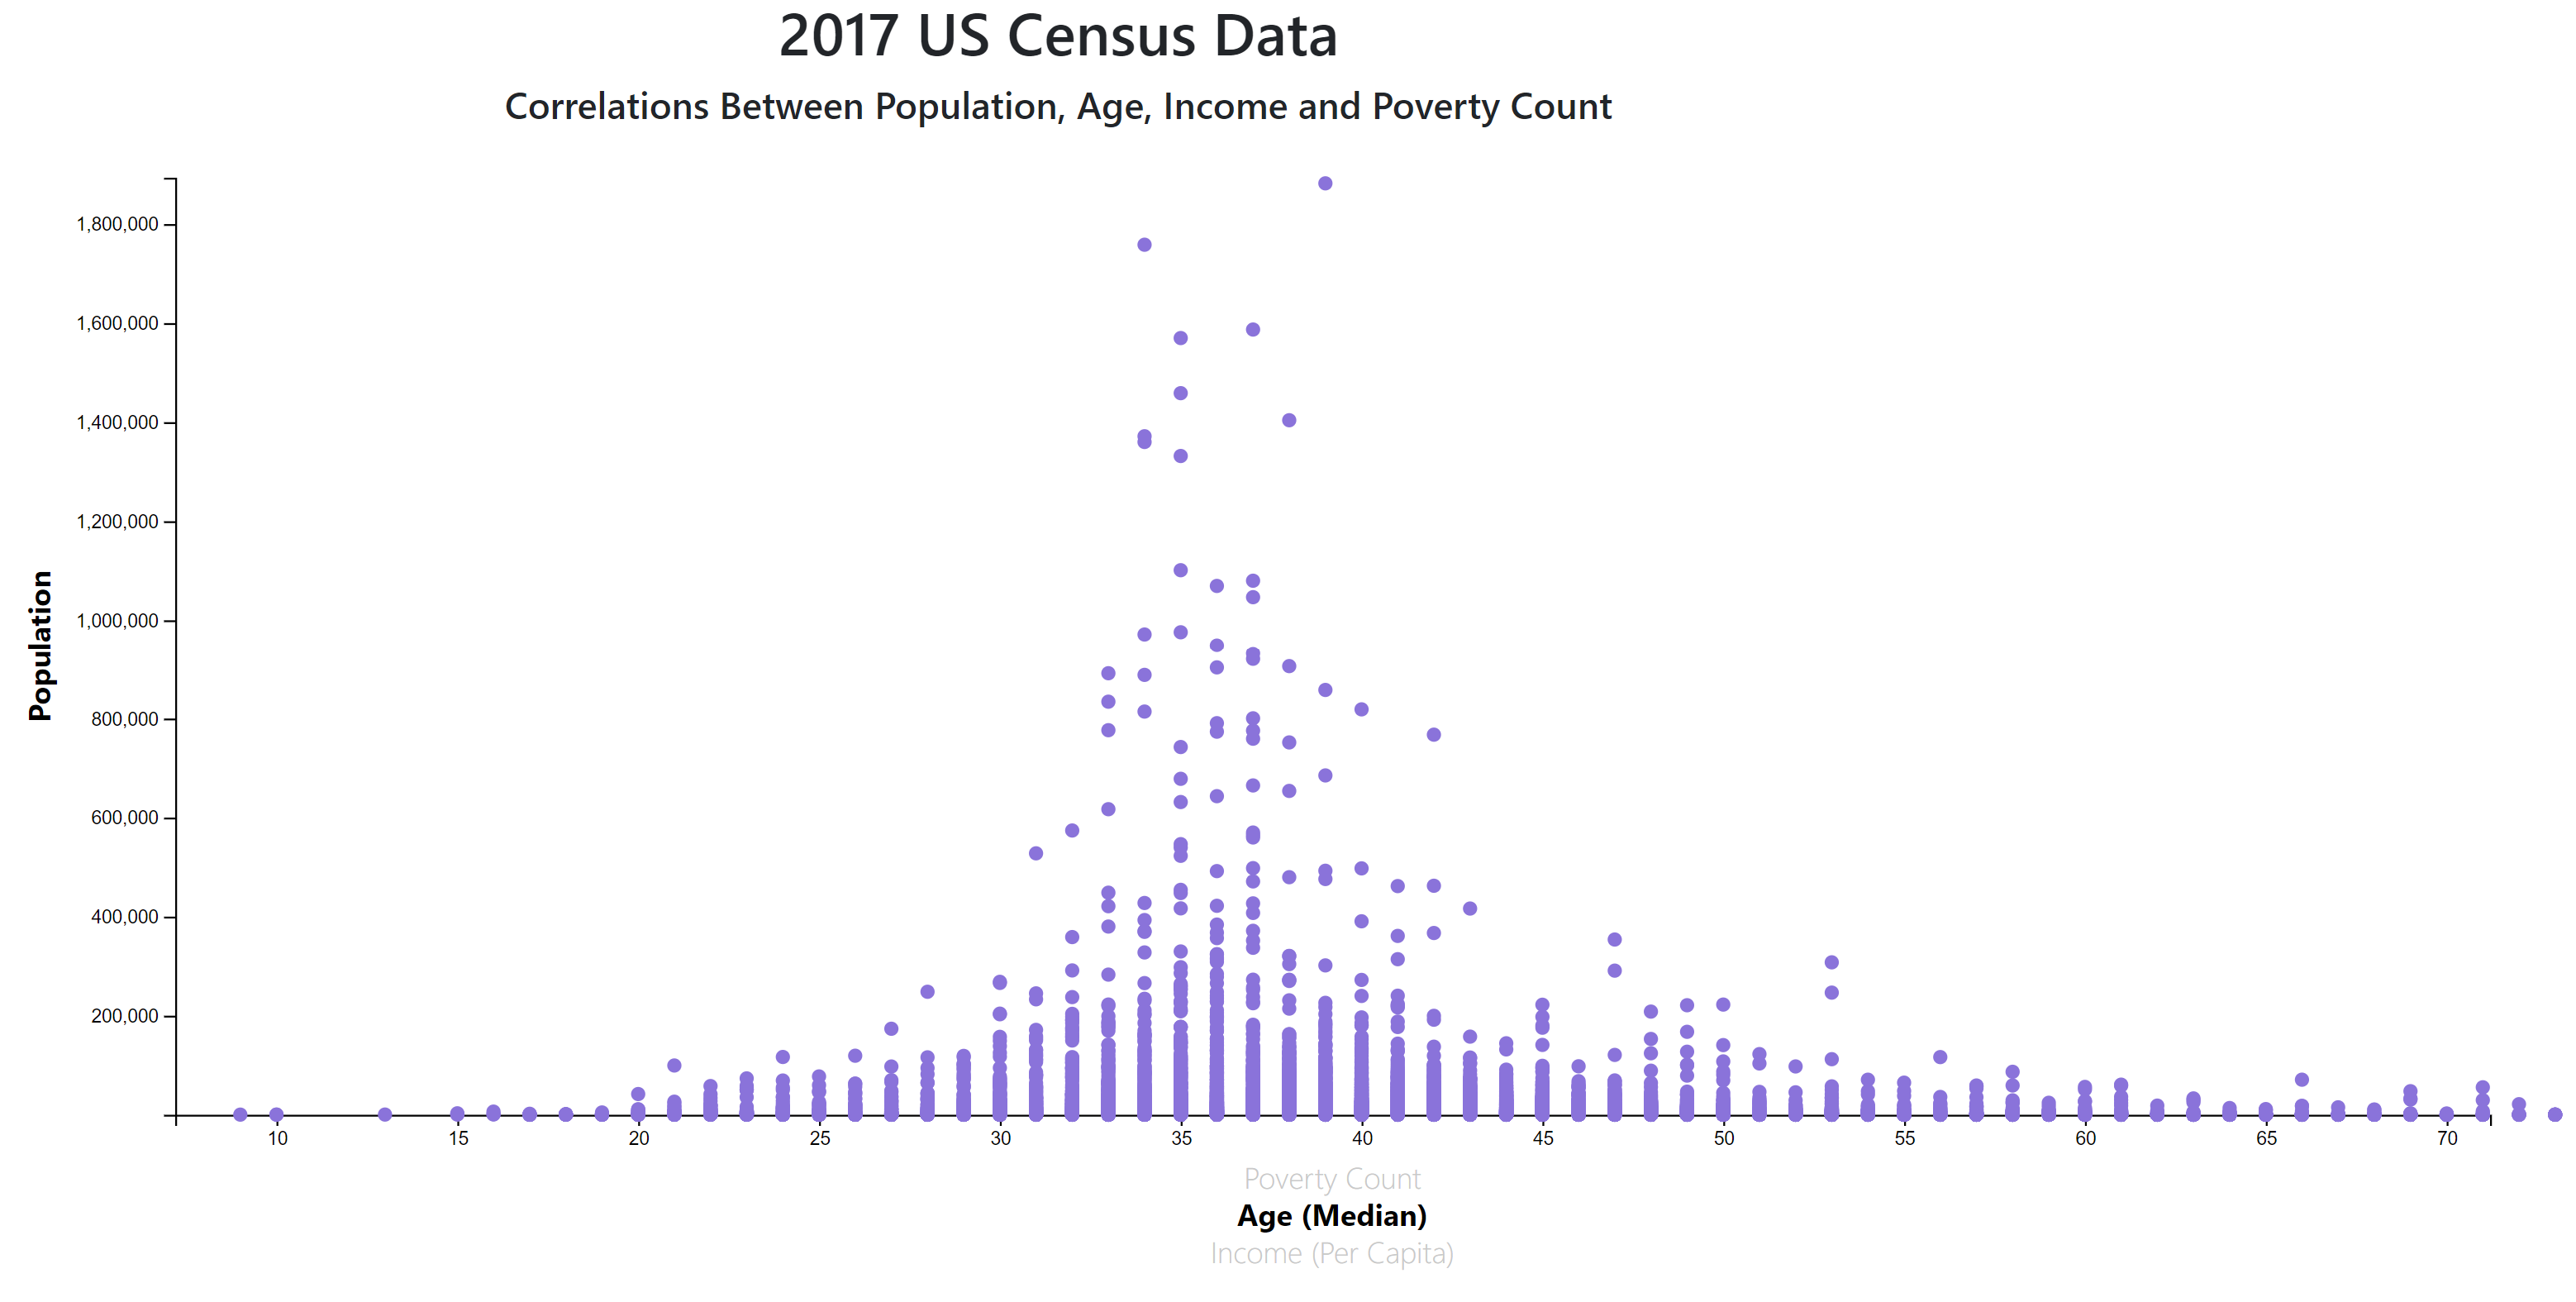 2017 US Census Data
Correlations Between Population, Age, Income and Poverty Count
1,800,000
1,600,000
1,400,000
1,200,000
1,000,000
800,000
600,000
400,000
200,000
Population
10 15 20 25 30 35 40 45 50 55 60 65 70
Poverty Count
Age (Median)
Income (Per Capita)